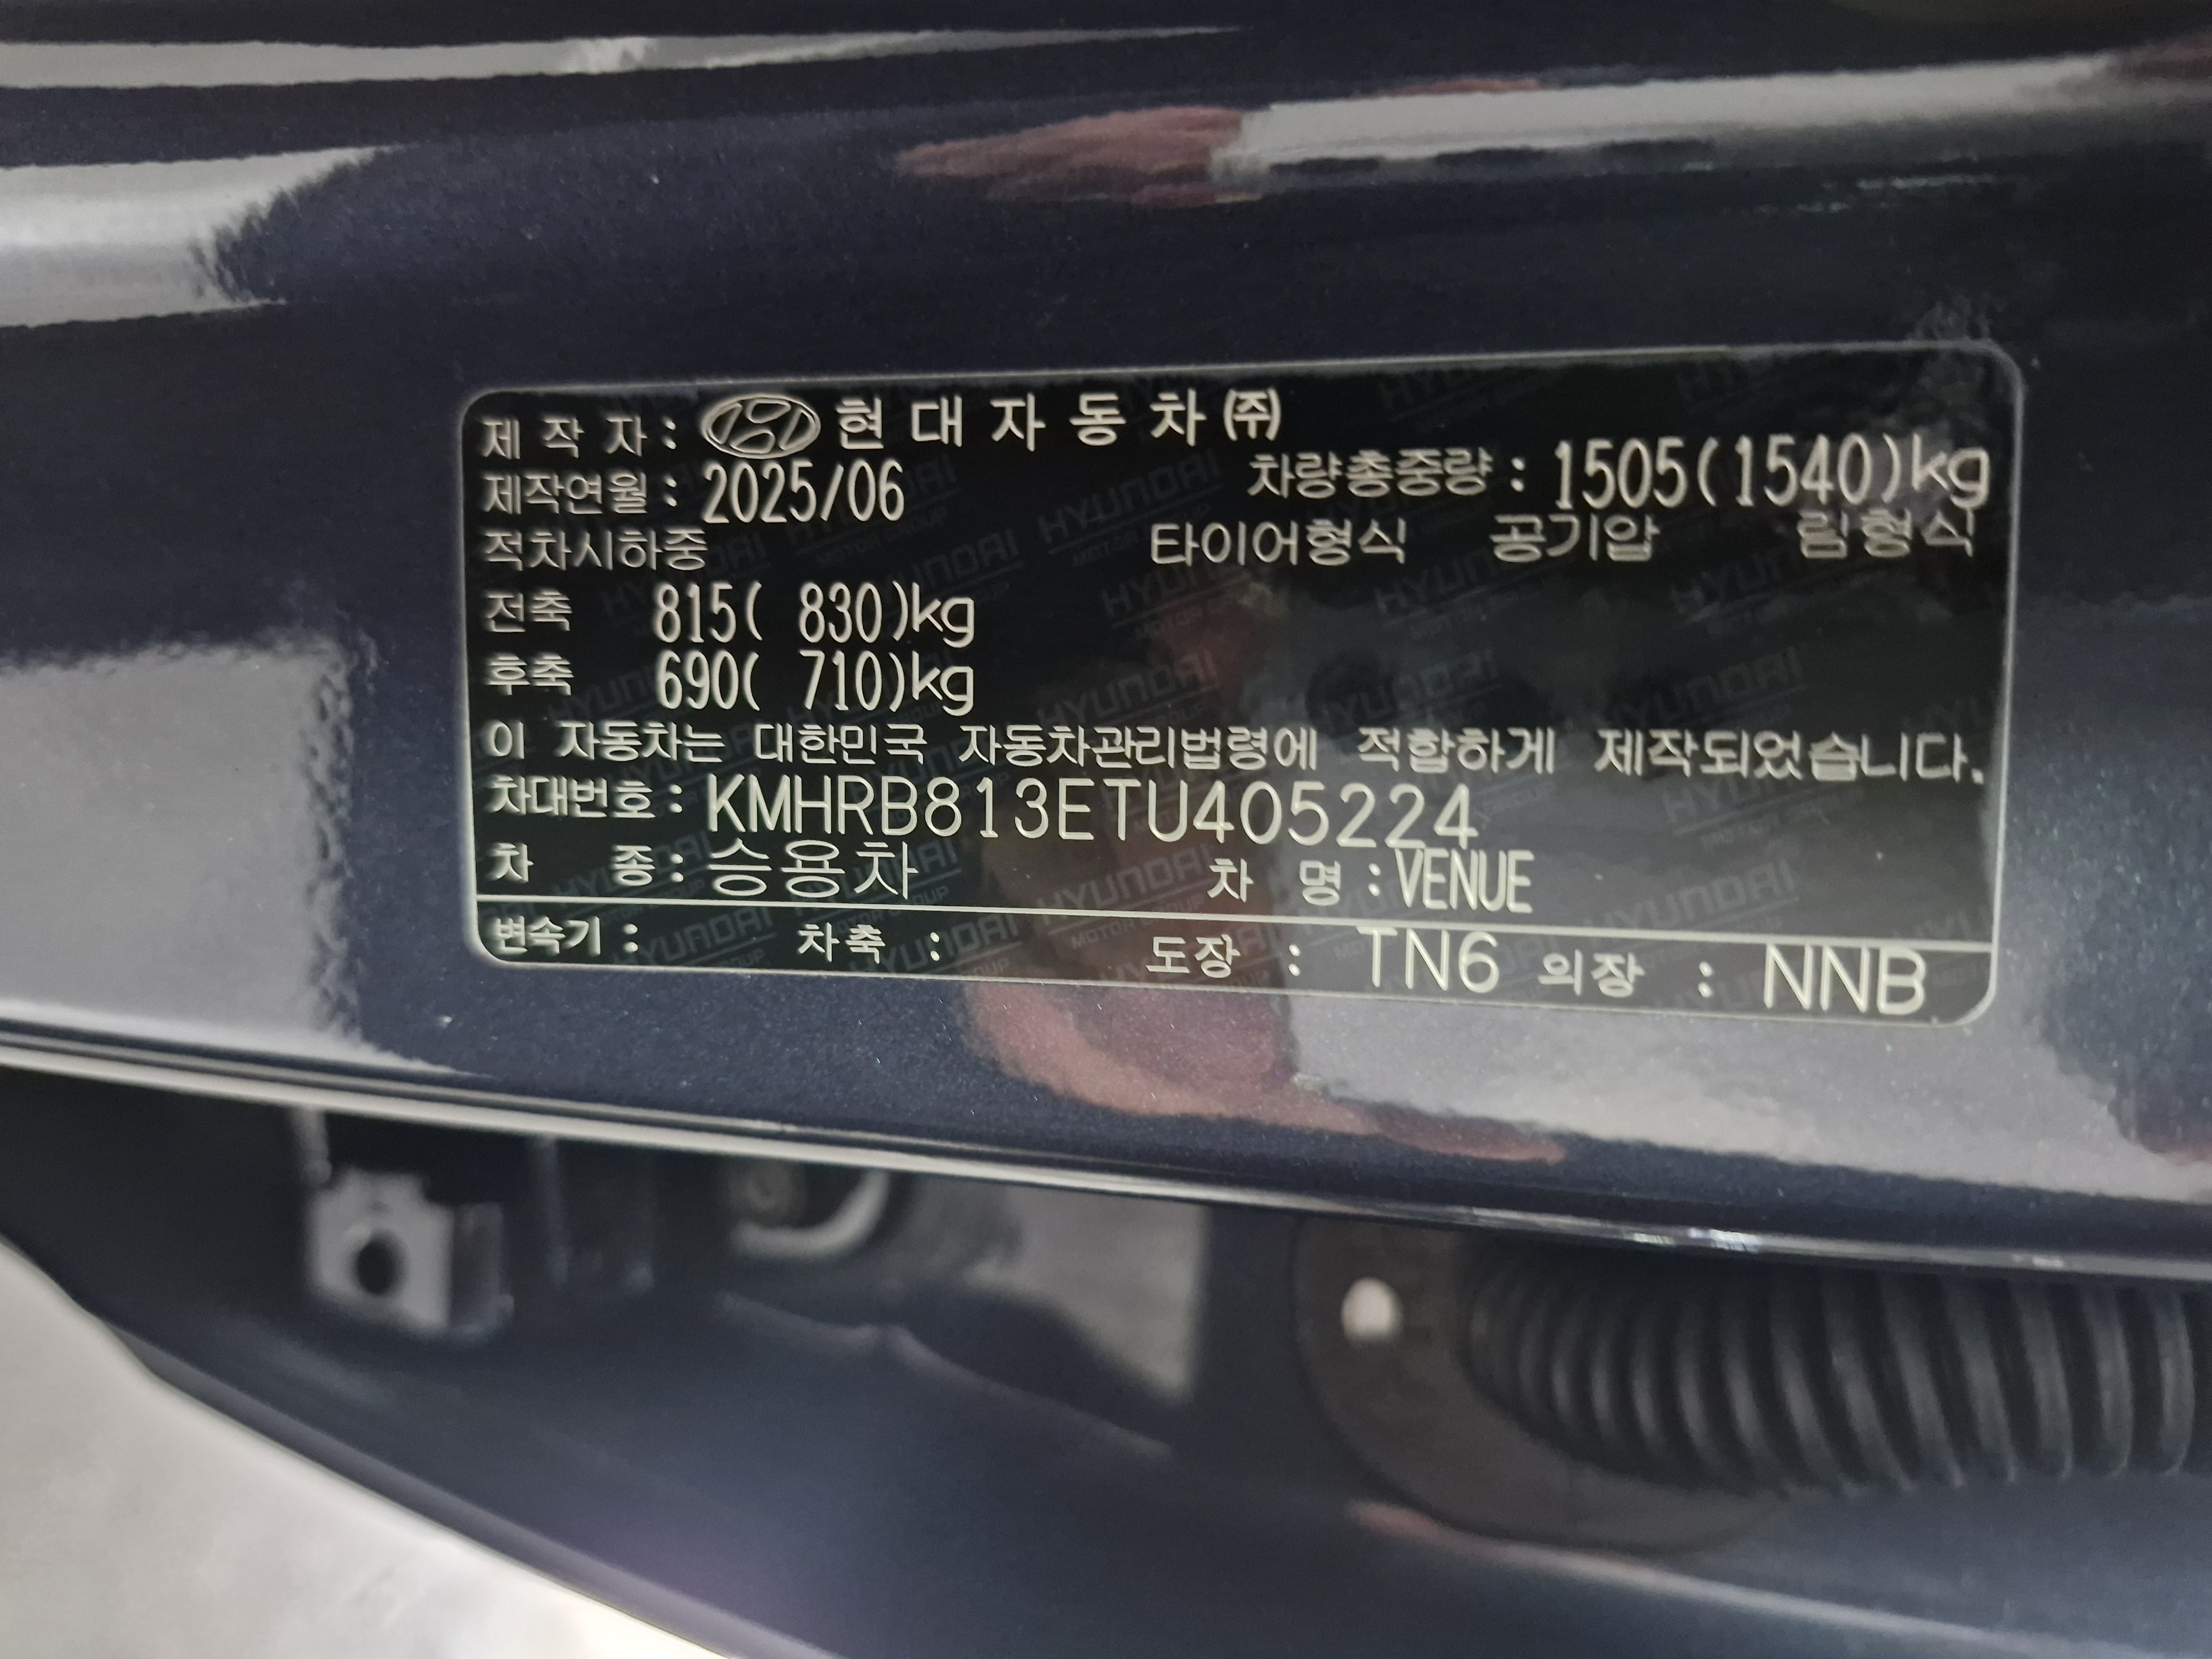 제 작 자 : 현 대 자 동 차 ㈜
제작연월 : 2025/06 차량총중량 : 1505(1540)kg
적차시하중 타이어형식 공기압 림형식
전축 815( 830)kg
후축 690( 710)kg
이 자동차는 대한민국 자동차관리법령에 적합하게 제작되었습니다.
차대번호 : KMHRB813ETU405224
차 종 : 승용차 차 명 : VENUE
변속기 : 차축 : 도장 : TN6 의장 : NNB